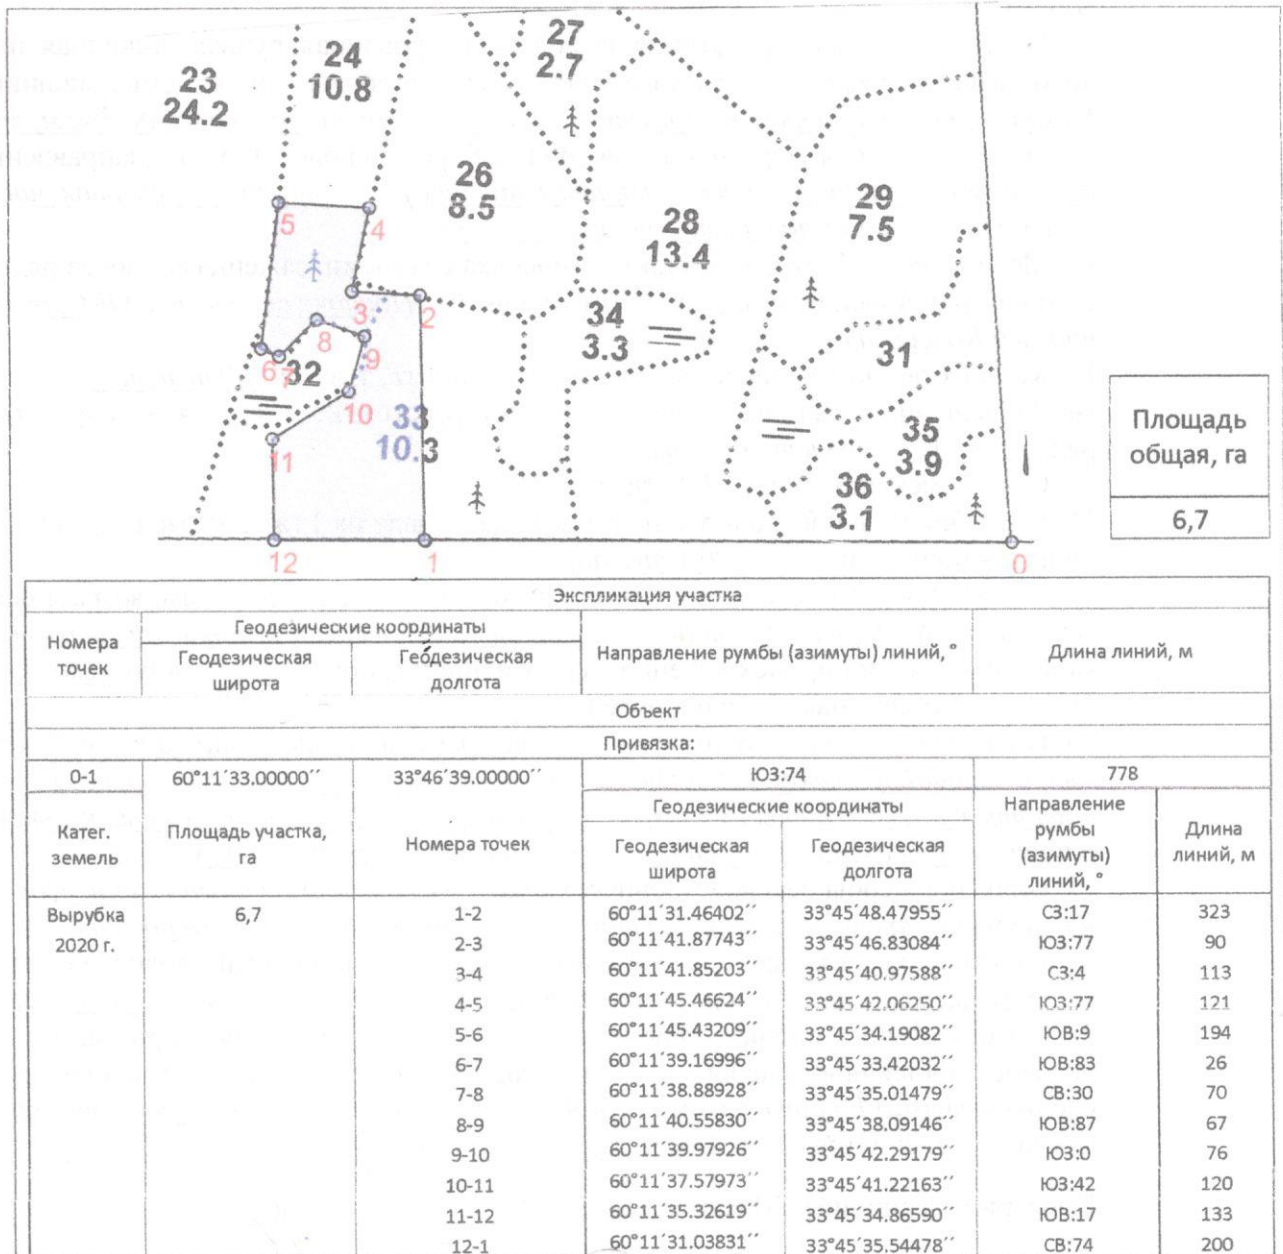 27
2.7
24
10.8
23
24.2
26
8.5
29
7.5
28
13.4
5
4
3
2
34
3.3
8
9
6
7
32
31
10
33
10.3
35
3.9
11
36
3.1
12
1
0
Площадь
общая, га
6,7
Экспликация участка
Номера
точек
Геодезические координаты
Геодезическая
широта
Геодезическая
долгота
Направление румбы (азимуты) линий, °
Длина линий, м
Объект
Привязка:
0-1 60°11′33.00000′′ 33°46′39.00000′′ ЮЗ:74 778
Катег.
земель
Площадь участка,
га
Номера точек
Геодезические координаты
Геодезическая
широта
Геодезическая
долгота
Направление
румбы
(азимуты)
линий, °
Длина
линий, м
Вырубка
2020 г.
6,7
1-2 60°11′31.46402′′ 33°45′48.47955′′ СЗ:17 323
2-3 60°11′41.87743′′ 33°45′46.83084′′ ЮЗ:77 90
3-4 60°11′41.85203′′ 33°45′40.97588′′ СЗ:4 113
4-5 60°11′45.46624′′ 33°45′42.06250′′ ЮЗ:77 121
5-6 60°11′45.43209′′ 33°45′34.19082′′ ЮВ:9 194
6-7 60°11′39.16996′′ 33°45′33.42032′′ ЮВ:83 26
7-8 60°11′38.88928′′ 33°45′35.01479′′ СВ:30 70
8-9 60°11′40.55830′′ 33°45′38.09146′′ ЮВ:87 67
9-10 60°11′39.97926′′ 33°45′42.29179′′ ЮЗ:0 76
10-11 60°11′37.57973′′ 33°45′41.22163′′ ЮЗ:42 120
11-12 60°11′35.32619′′ 33°45′34.86590′′ ЮВ:17 133
12-1 60°11′31.03831′′ 33°45′35.54478′′ СВ:74 200